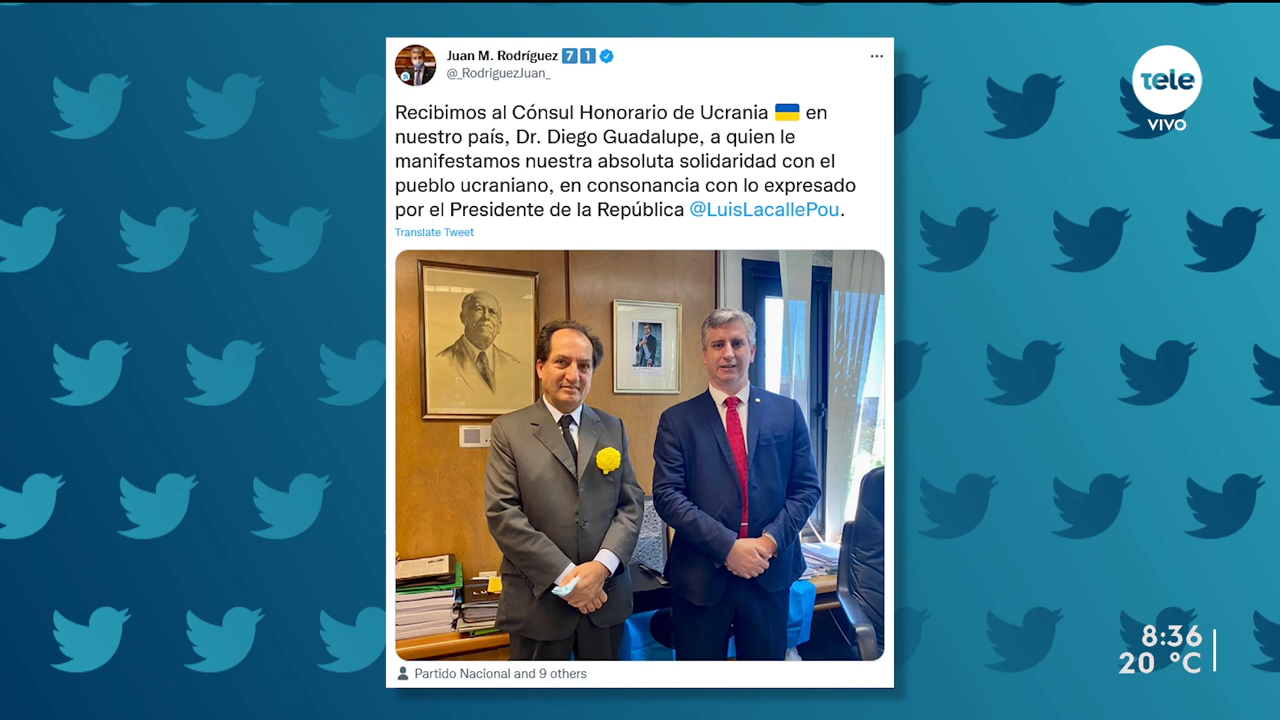 Juan M. Rodríguez 7 1
@_RodriguezJuan_
Recibimos al Cónsul Honorario de Ucrania 🇺🇦 en
nuestro país, Dr. Diego Guadalupe, a quien le
manifestamos nuestra absoluta solidaridad con el
pueblo ucraniano, en consonancia con lo expresado
por el Presidente de la República @LuisLacallePou.
Translate Tweet
Partido Nacional and 9 others
tele
VIVO
8:36
20 °C